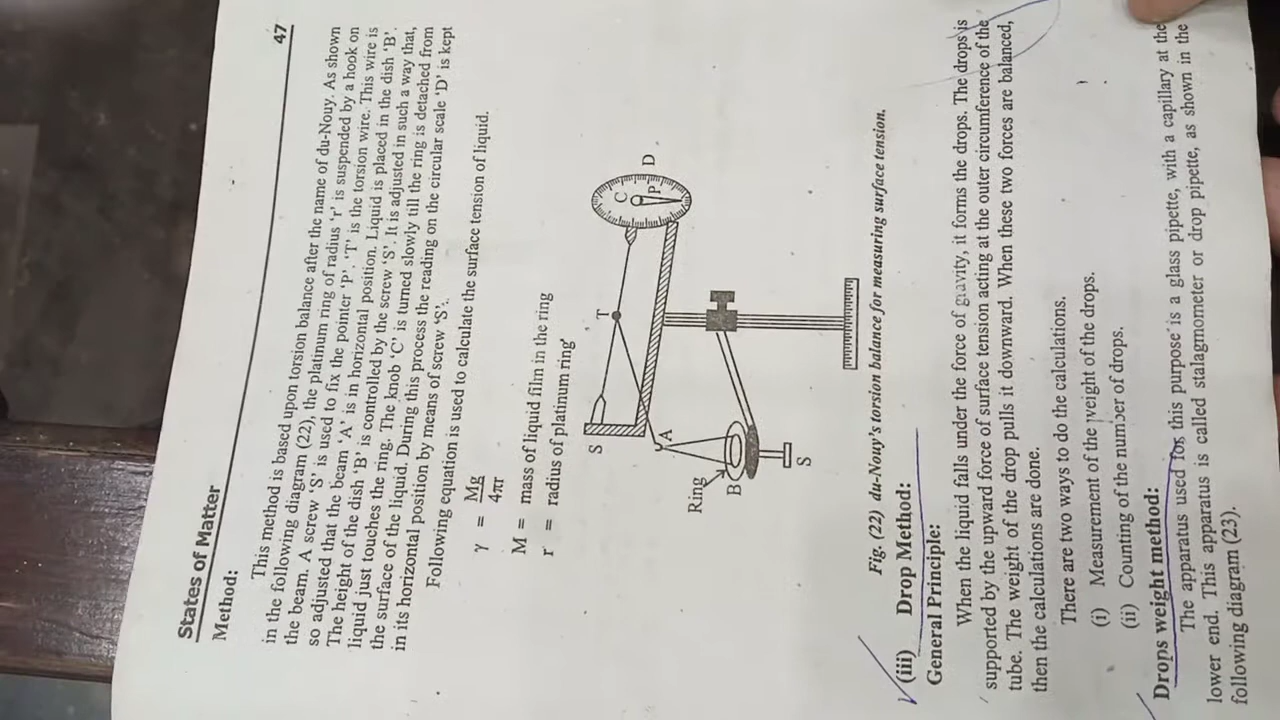 States of Matter 47
Method:
This method is based upon torsion balance after the name of du-Nouy. As shown
in the following diagram (22), the platinum ring of radius ‘r’ is suspended by a hook on
the beam. A screw ‘S’ is used to fix the pointer ‘P’. ‘T’ is the torsion wire. This wire is
so adjusted that the beam ‘A’ is in horizontal position. Liquid is placed in the dish ‘B’.
The height of the dish ‘B’ is controlled by the screw ‘S’. It is adjusted in such a way that,
liquid just touches the ring. The knob ‘C’ is turned slowly till the ring is detached from
the surface of the liquid. During this process the reading on the circular scale ‘D’ is kept
in its horizontal position by means of screw ‘S’.
Following equation is used to calculate the surface tension of liquid.
γ = Mg
4πr
M = mass of liquid film in the ring
r = radius of platinum ring
S
T
C
P
D
A
Ring
B
S
Fig. (22) du-Nouy's torsion balance for measuring surface tension.
(iii) Drop Method:
General Principle:
When the liquid falls under the force of gravity, it forms the drops. The drops is
supported by the upward force of surface tension acting at the outer circumference of the
tube. The weight of the drop pulls it downward. When these two forces are balanced,
then the calculations are done.
There are two ways to do the calculations.
(i) Measurement of the weight of the drops.
(ii) Counting of the number of drops.
Drops weight method:
The apparatus used for this purpose is a glass pipette, with a capillary at the
lower end. This apparatus is called stalagmometer or drop pipette, as shown in the
following diagram (23).